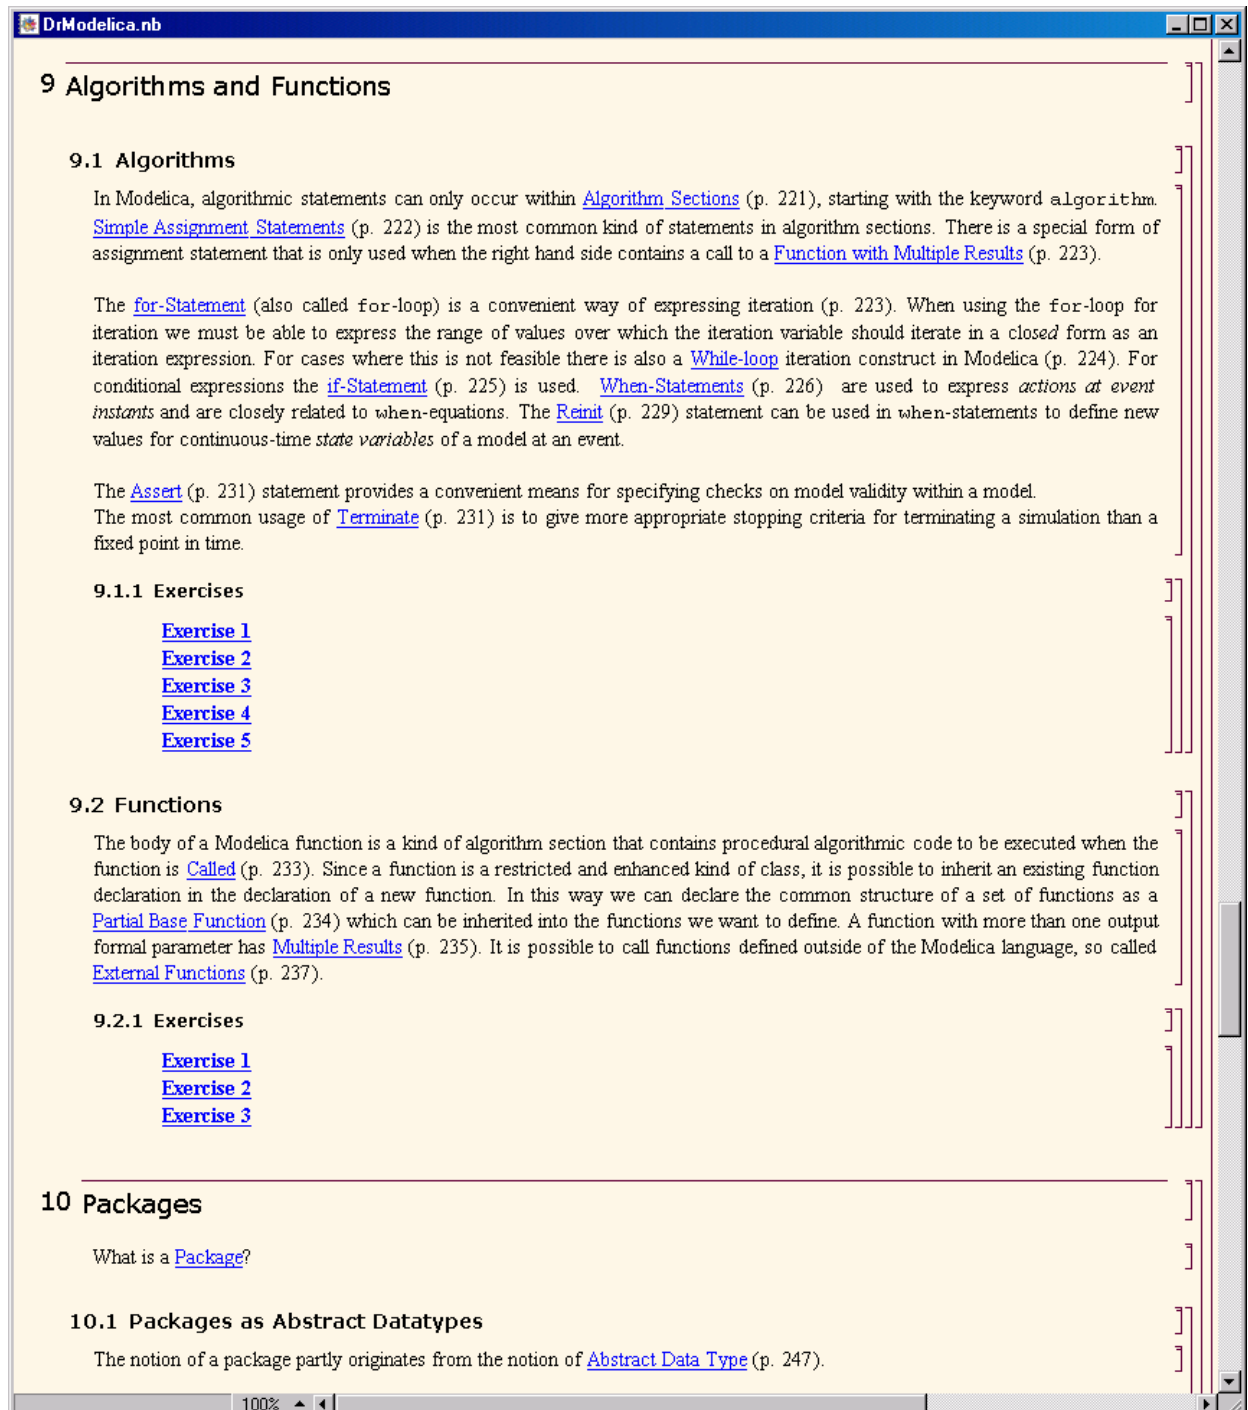 DrModelica.nb
9 Algorithms and Functions
9.1 Algorithms
In Modelica, algorithmic statements can only occur within Algorithm Sections (p. 221), starting with the keyword algorithm.
Simple Assignment Statements (p. 222) is the most common kind of statements in algorithm sections. There is a special form of
assignment statement that is only used when the right hand side contains a call to a Function with Multiple Results (p. 223).
The for-Statement (also called for-loop) is a convenient way of expressing iteration (p. 223). When using the for-loop for
iteration we must be able to express the range of values over which the iteration variable should iterate in a closed form as an
iteration expression. For cases where this is not feasible there is also a While-loop iteration construct in Modelica (p. 224). For
conditional expressions the if-Statement (p. 225) is used. When-Statements (p. 226) are used to express actions at event
instants and are closely related to when-equations. The Reinit (p. 229) statement can be used in when-statements to define new
values for continuous-time state variables of a model at an event.
The Assert (p. 231) statement provides a convenient means for specifying checks on model validity within a model.
The most common usage of Terminate (p. 231) is to give more appropriate stopping criteria for terminating a simulation than a
fixed point in time.
9.1.1 Exercises
Exercise 1
Exercise 2
Exercise 3
Exercise 4
Exercise 5
9.2 Functions
The body of a Modelica function is a kind of algorithm section that contains procedural algorithmic code to be executed when the
function is Called (p. 233). Since a function is a restricted and enhanced kind of class, it is possible to inherit an existing function
declaration in the declaration of a new function. In this way we can declare the common structure of a set of functions as a
Partial Base Function (p. 234) which can be inherited into the functions we want to define. A function with more than one output
formal parameter has Multiple Results (p. 235). It is possible to call functions defined outside of the Modelica language, so called
External Functions (p. 237).
9.2.1 Exercises
Exercise 1
Exercise 2
Exercise 3
10 Packages
What is a Package?
10.1 Packages as Abstract Datatypes
The notion of a package partly originates from the notion of Abstract Data Type (p. 247).
100%